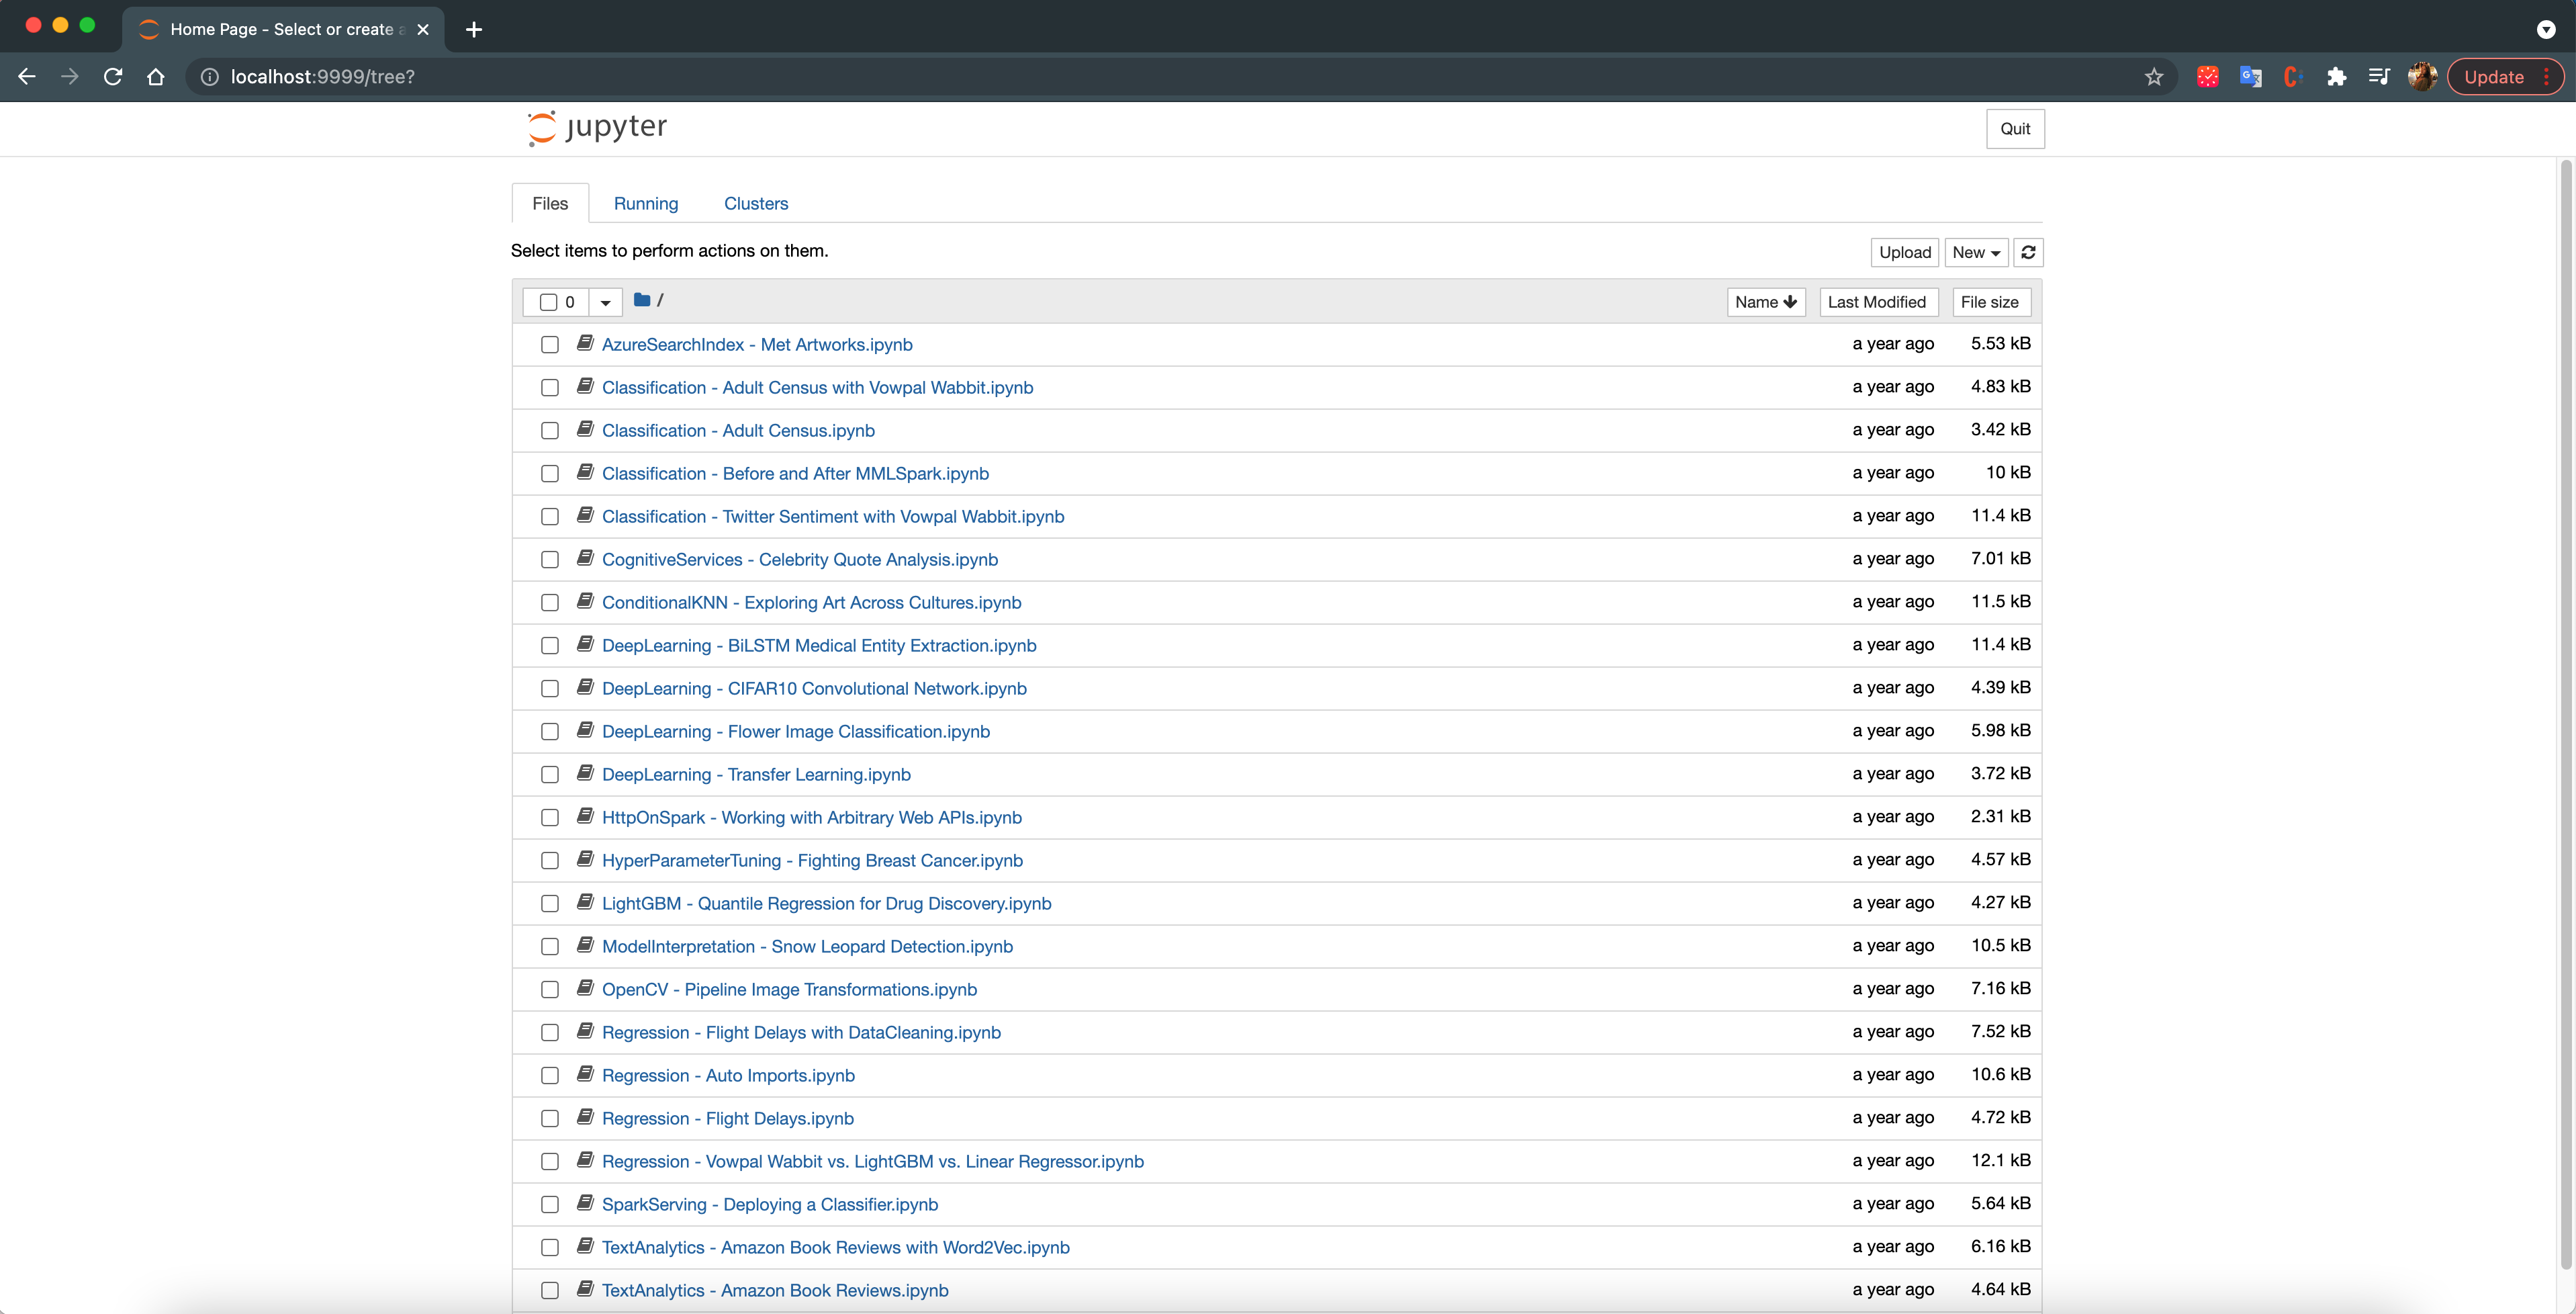 Home Page - Select or create a
localhost:9999/tree?
Update
jupyter
Quit
Files Running Clusters
Select items to perform actions on them.
Upload New
0 / Name Last Modified File size
AzureSearchIndex - Met Artworks.ipynb a year ago 5.53 kB
Classification - Adult Census with Vowpal Wabbit.ipynb a year ago 4.83 kB
Classification - Adult Census.ipynb a year ago 3.42 kB
Classification - Before and After MMLSpark.ipynb a year ago 10 kB
Classification - Twitter Sentiment with Vowpal Wabbit.ipynb a year ago 11.4 kB
CognitiveServices - Celebrity Quote Analysis.ipynb a year ago 7.01 kB
ConditionalKNN - Exploring Art Across Cultures.ipynb a year ago 11.5 kB
DeepLearning - BiLSTM Medical Entity Extraction.ipynb a year ago 11.4 kB
DeepLearning - CIFAR10 Convolutional Network.ipynb a year ago 4.39 kB
DeepLearning - Flower Image Classification.ipynb a year ago 5.98 kB
DeepLearning - Transfer Learning.ipynb a year ago 3.72 kB
HttpOnSpark - Working with Arbitrary Web APIs.ipynb a year ago 2.31 kB
HyperParameterTuning - Fighting Breast Cancer.ipynb a year ago 4.57 kB
LightGBM - Quantile Regression for Drug Discovery.ipynb a year ago 4.27 kB
ModelInterpretation - Snow Leopard Detection.ipynb a year ago 10.5 kB
OpenCV - Pipeline Image Transformations.ipynb a year ago 7.16 kB
Regression - Flight Delays with DataCleaning.ipynb a year ago 7.52 kB
Regression - Auto Imports.ipynb a year ago 10.6 kB
Regression - Flight Delays.ipynb a year ago 4.72 kB
Regression - Vowpal Wabbit vs. LightGBM vs. Linear Regressor.ipynb a year ago 12.1 kB
SparkServing - Deploying a Classifier.ipynb a year ago 5.64 kB
TextAnalytics - Amazon Book Reviews with Word2Vec.ipynb a year ago 6.16 kB
TextAnalytics - Amazon Book Reviews.ipynb a year ago 4.64 kB